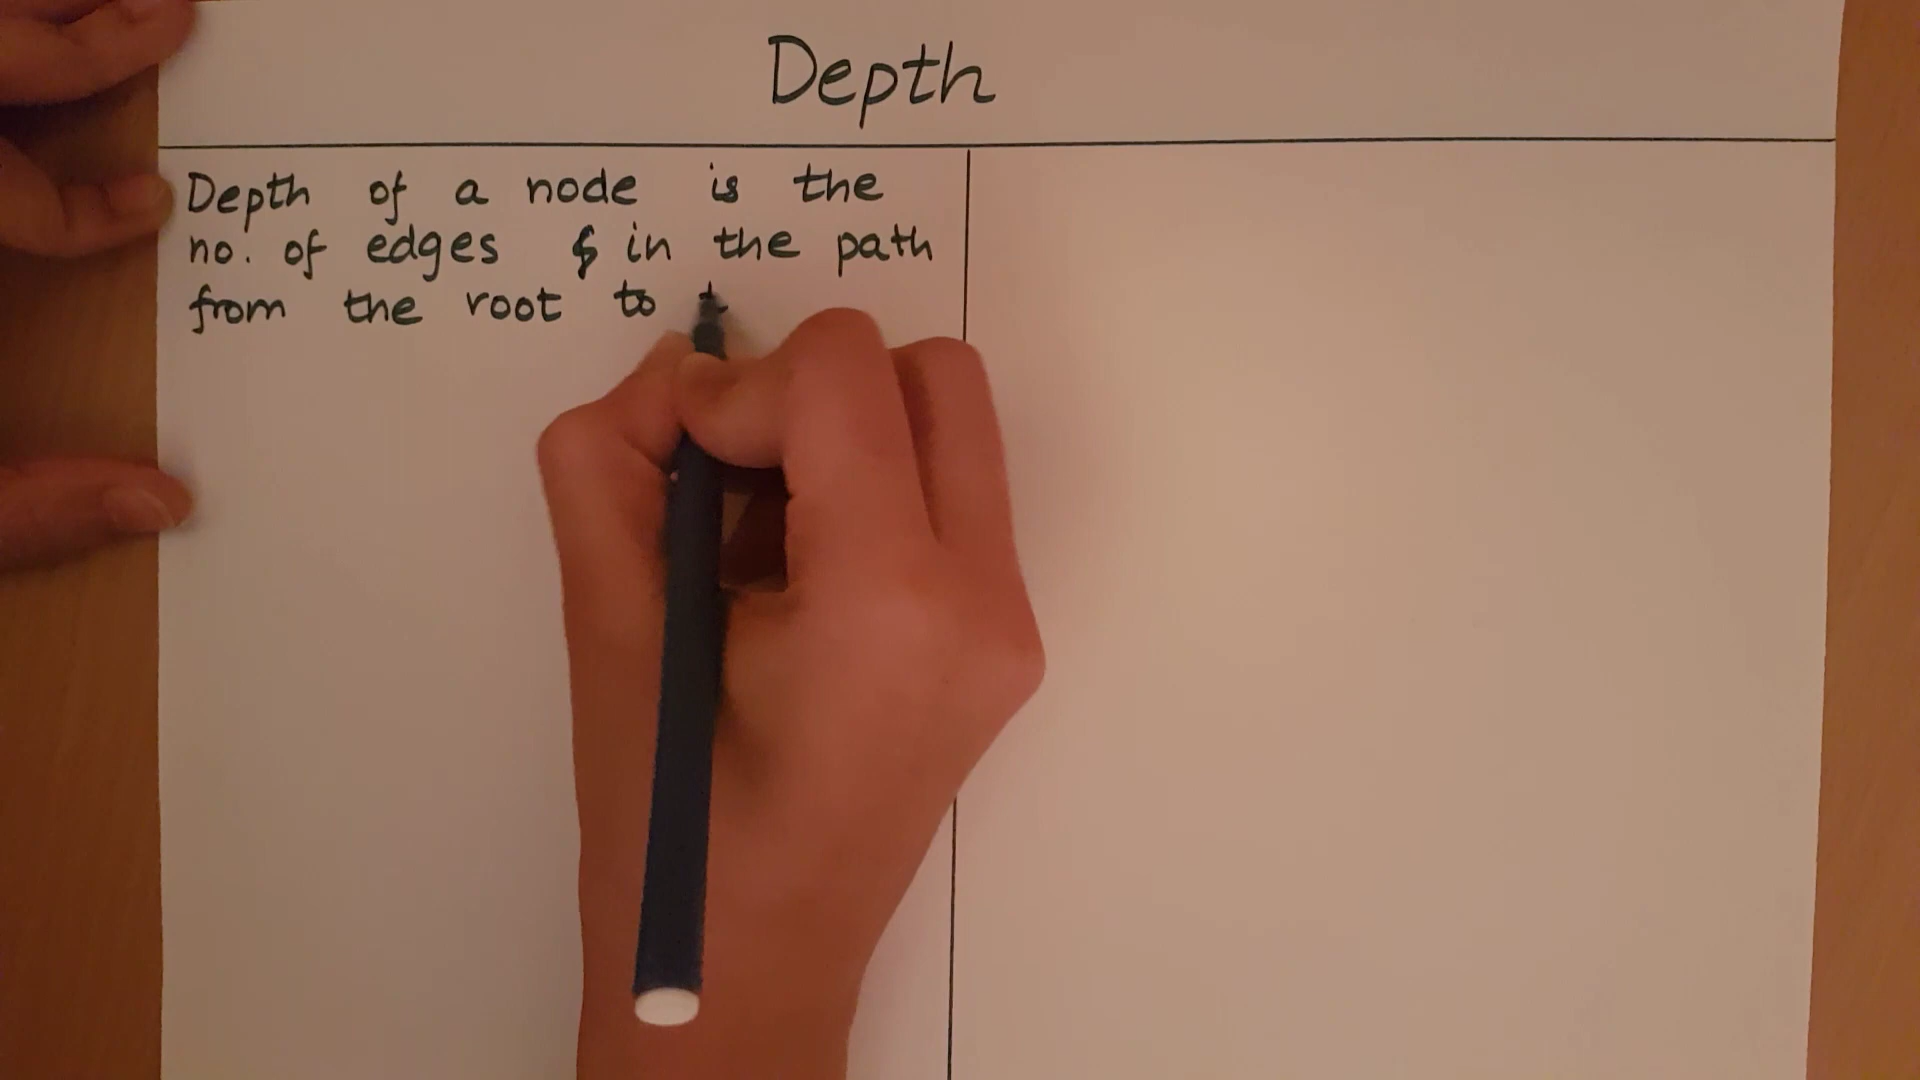 Depth
Depth of a node is the
no. of edges in the path
from the root to t